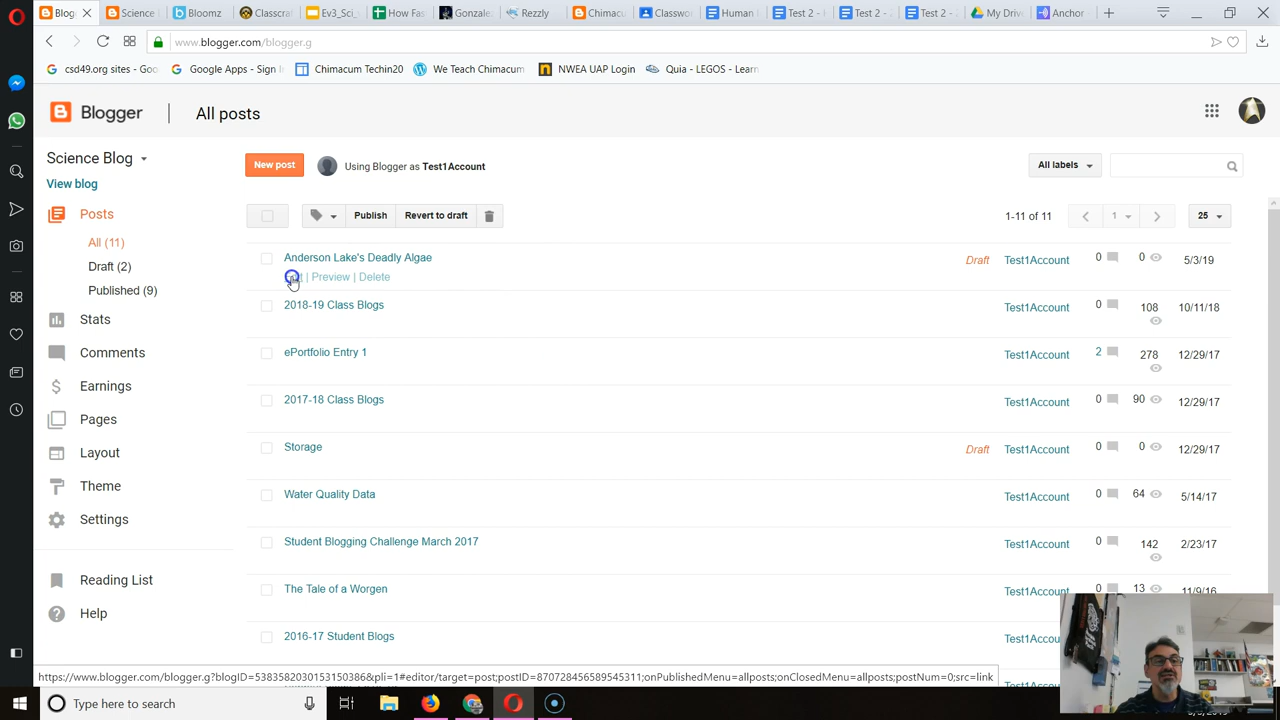 Blog
Science B
Bloomz
Classcra
Ev3_Sci_
How Fas
Goo
Rezzly
Chimacu
Classwo
Human
Test 2 -
Test 2 -
Test 2 -
My Driv
Anchor
www.blogger.com/blogger.g
csd49.org sites - Goo
Google Apps - Sign I
Chimacum Techin20
We Teach Chimacum
NWEA UAP Login
Quia - LEGOS - Learn
Blogger
All posts
Science Blog
New post
Using Blogger as Test1Account
All labels
View blog
Posts
Publish
Revert to draft
1-11 of 11
1
25
All (11)
Draft (2)
Published (9)
Stats
Comments
Earnings
Pages
Layout
Theme
Settings
Reading List
Help
Anderson Lake's Deadly Algae
Draft
Test1Account
0
0
5/3/19
| Preview | Delete
2018-19 Class Blogs
Test1Account
0
108
10/11/18
ePortfolio Entry 1
Test1Account
2
278
12/29/17
2017-18 Class Blogs
Test1Account
0
90
12/29/17
Storage
Draft
Test1Account
0
0
12/29/17
Water Quality Data
Test1Account
0
64
5/14/17
Student Blogging Challenge March 2017
Test1Account
0
142
2/23/17
The Tale of a Worgen
Test1Account
0
13
11/9/16
2016-17 Student Blogs
Test1Accou
https://www.blogger.com/blogger.g?blogID=5383582030153150386&pli=1#editor/target=post;postID=870728456589545311;onPublishedMenu=allposts;onClosedMenu=allposts;postNum=0;src=link
Type here to search